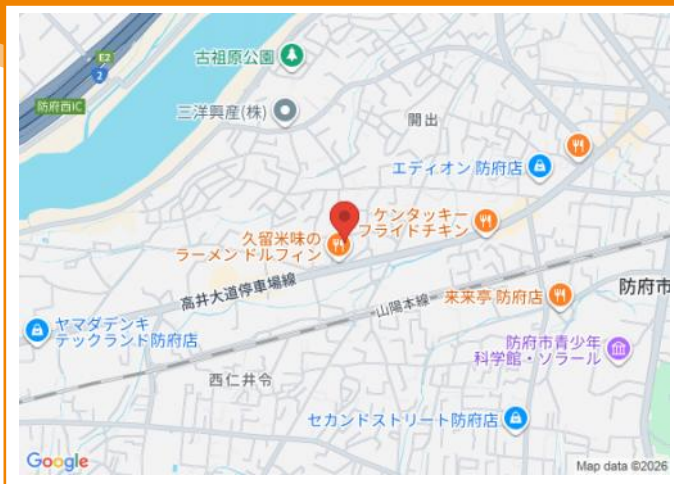 古祖原公園
E2
2
防府西IC
三洋興産(株)
開出
エディオン 防府店
ケンタッキー
フライドチキン
久留米味の
ラーメンドルフィン
高井大道停車場線
山陽本線
来来亭 防府店
防府市
ヤマダデンキ
テックランド防府店
防府市青少年
科学館・ソラール
西仁井令
セカンドストリート防府店
Google
Map data ©2026